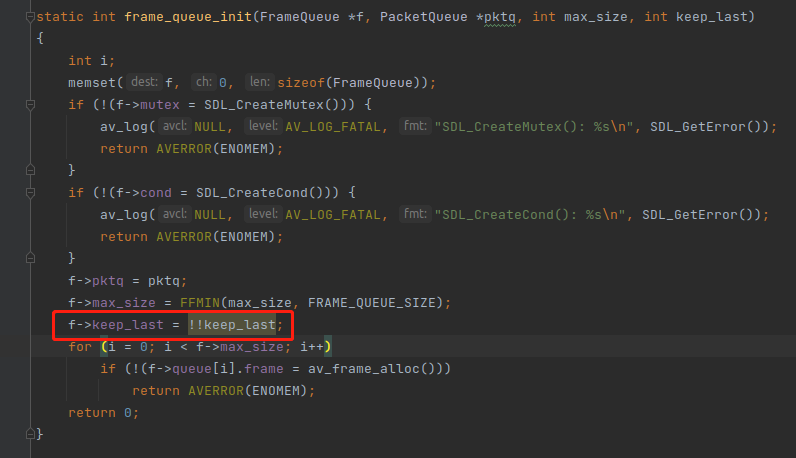 static int frame_queue_init(FrameQueue *f, PacketQueue *pktq, int max_size, int keep_last)
{
    int i;
    memset( dest: f, ch: 0, len: sizeof(FrameQueue));
    if (!(f->mutex = SDL_CreateMutex())) {
        av_log( avcl: NULL, level: AV_LOG_FATAL, fmt: "SDL_CreateMutex(): %s\n", SDL_GetError());
        return AVERROR(ENOMEM);
    }
    if (!(f->cond = SDL_CreateCond())) {
        av_log( avcl: NULL, level: AV_LOG_FATAL, fmt: "SDL_CreateCond(): %s\n", SDL_GetError());
        return AVERROR(ENOMEM);
    }
    f->pktq = pktq;
    f->max_size = FFMIN(max_size, FRAME_QUEUE_SIZE);
    f->keep_last = !!keep_last;
    for (i = 0; i < f->max_size; i++)
        if (!(f->queue[i].frame = av_frame_alloc()))
            return AVERROR(ENOMEM);
    return 0;
}